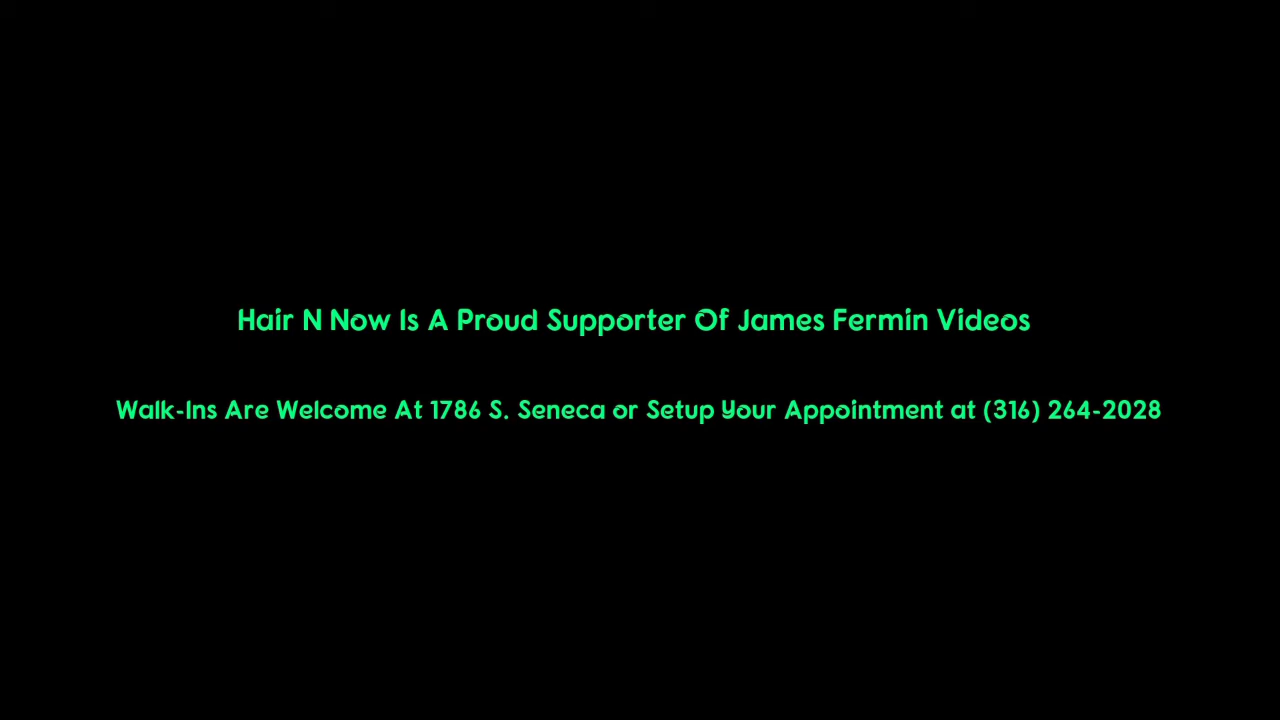 Hair N Now Is A Proud Supporter Of James Fermin Videos
Walk-Ins Are Welcome At 1786 S. Seneca or Setup Your Appointment at (316) 264-2028